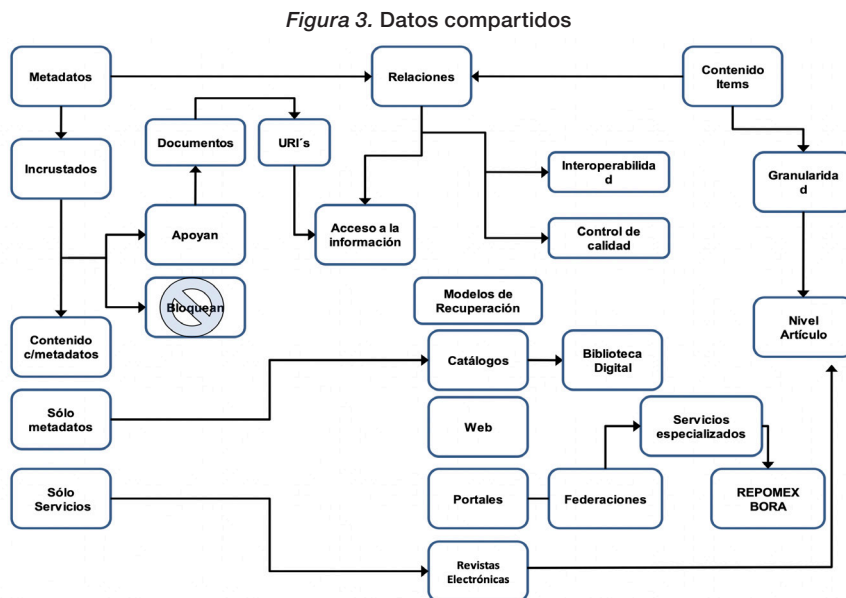 Figura 3. Datos compartidos
Metadatos
Relaciones
Contenido
Items
Documentos
URI´s
Incrustados
Interoperabilida
d
Granularida
d
Apoyan
Acceso a la
información
Control de
calidad
Bloquean
Modelos de
Recuperación
Nivel
Artículo
Contenido
c/metadatos
Catálogos
Biblioteca
Digital
Sólo
metadatos
Web
Servicios
especializados
Sólo
Servicios
Portales
Federaciones
REPOMEX
BORA
Revistas
Electrónicas